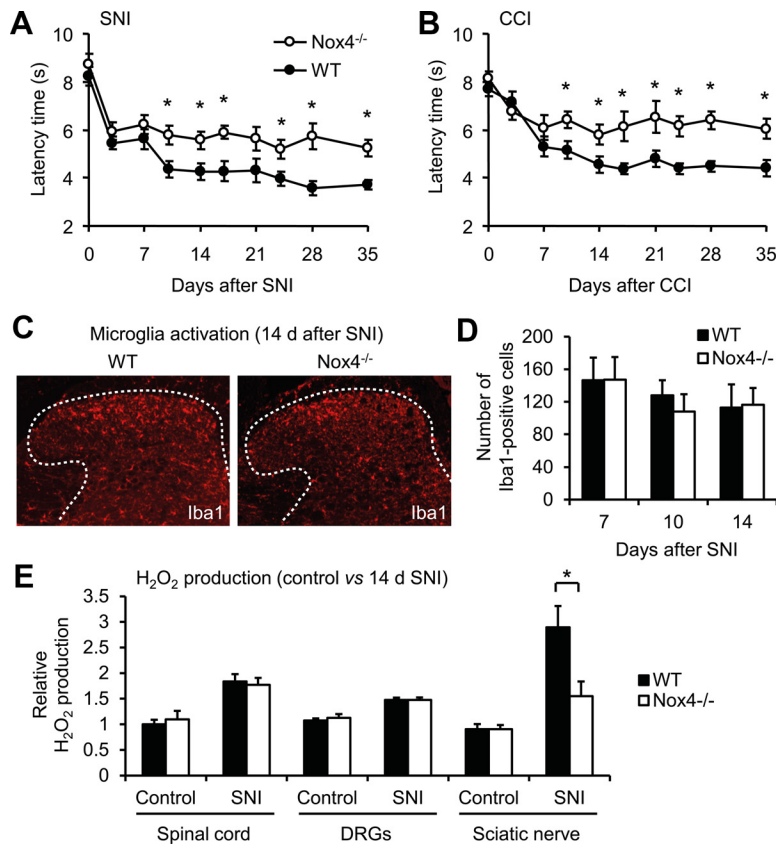 A SNI
10
8
6
4
2
Latency time (s)
Nox4-/-
WT
* * * * * *
0 7 14 21 28 35
Days after SNI
B CCI
10
8
6
4
2
Latency time (s)
* * * * * * *
0 7 14 21 28 35
Days after CCI
C Microglia activation (14 d after SNI)
WT Nox4-/-
Iba1 Iba1
D
200
160
120
80
40
0
Number of
Iba1-positive cells
WT
Nox4-/-
7 10 14
Days after SNI
E H₂O₂ production (control vs 14 d SNI)
3.5
3
2.5
2
1.5
1
0.5
0
Relative
H₂O₂ production
*
WT
Nox4-/-
Control SNI Control SNI Control SNI
Spinal cord DRGs Sciatic nerve